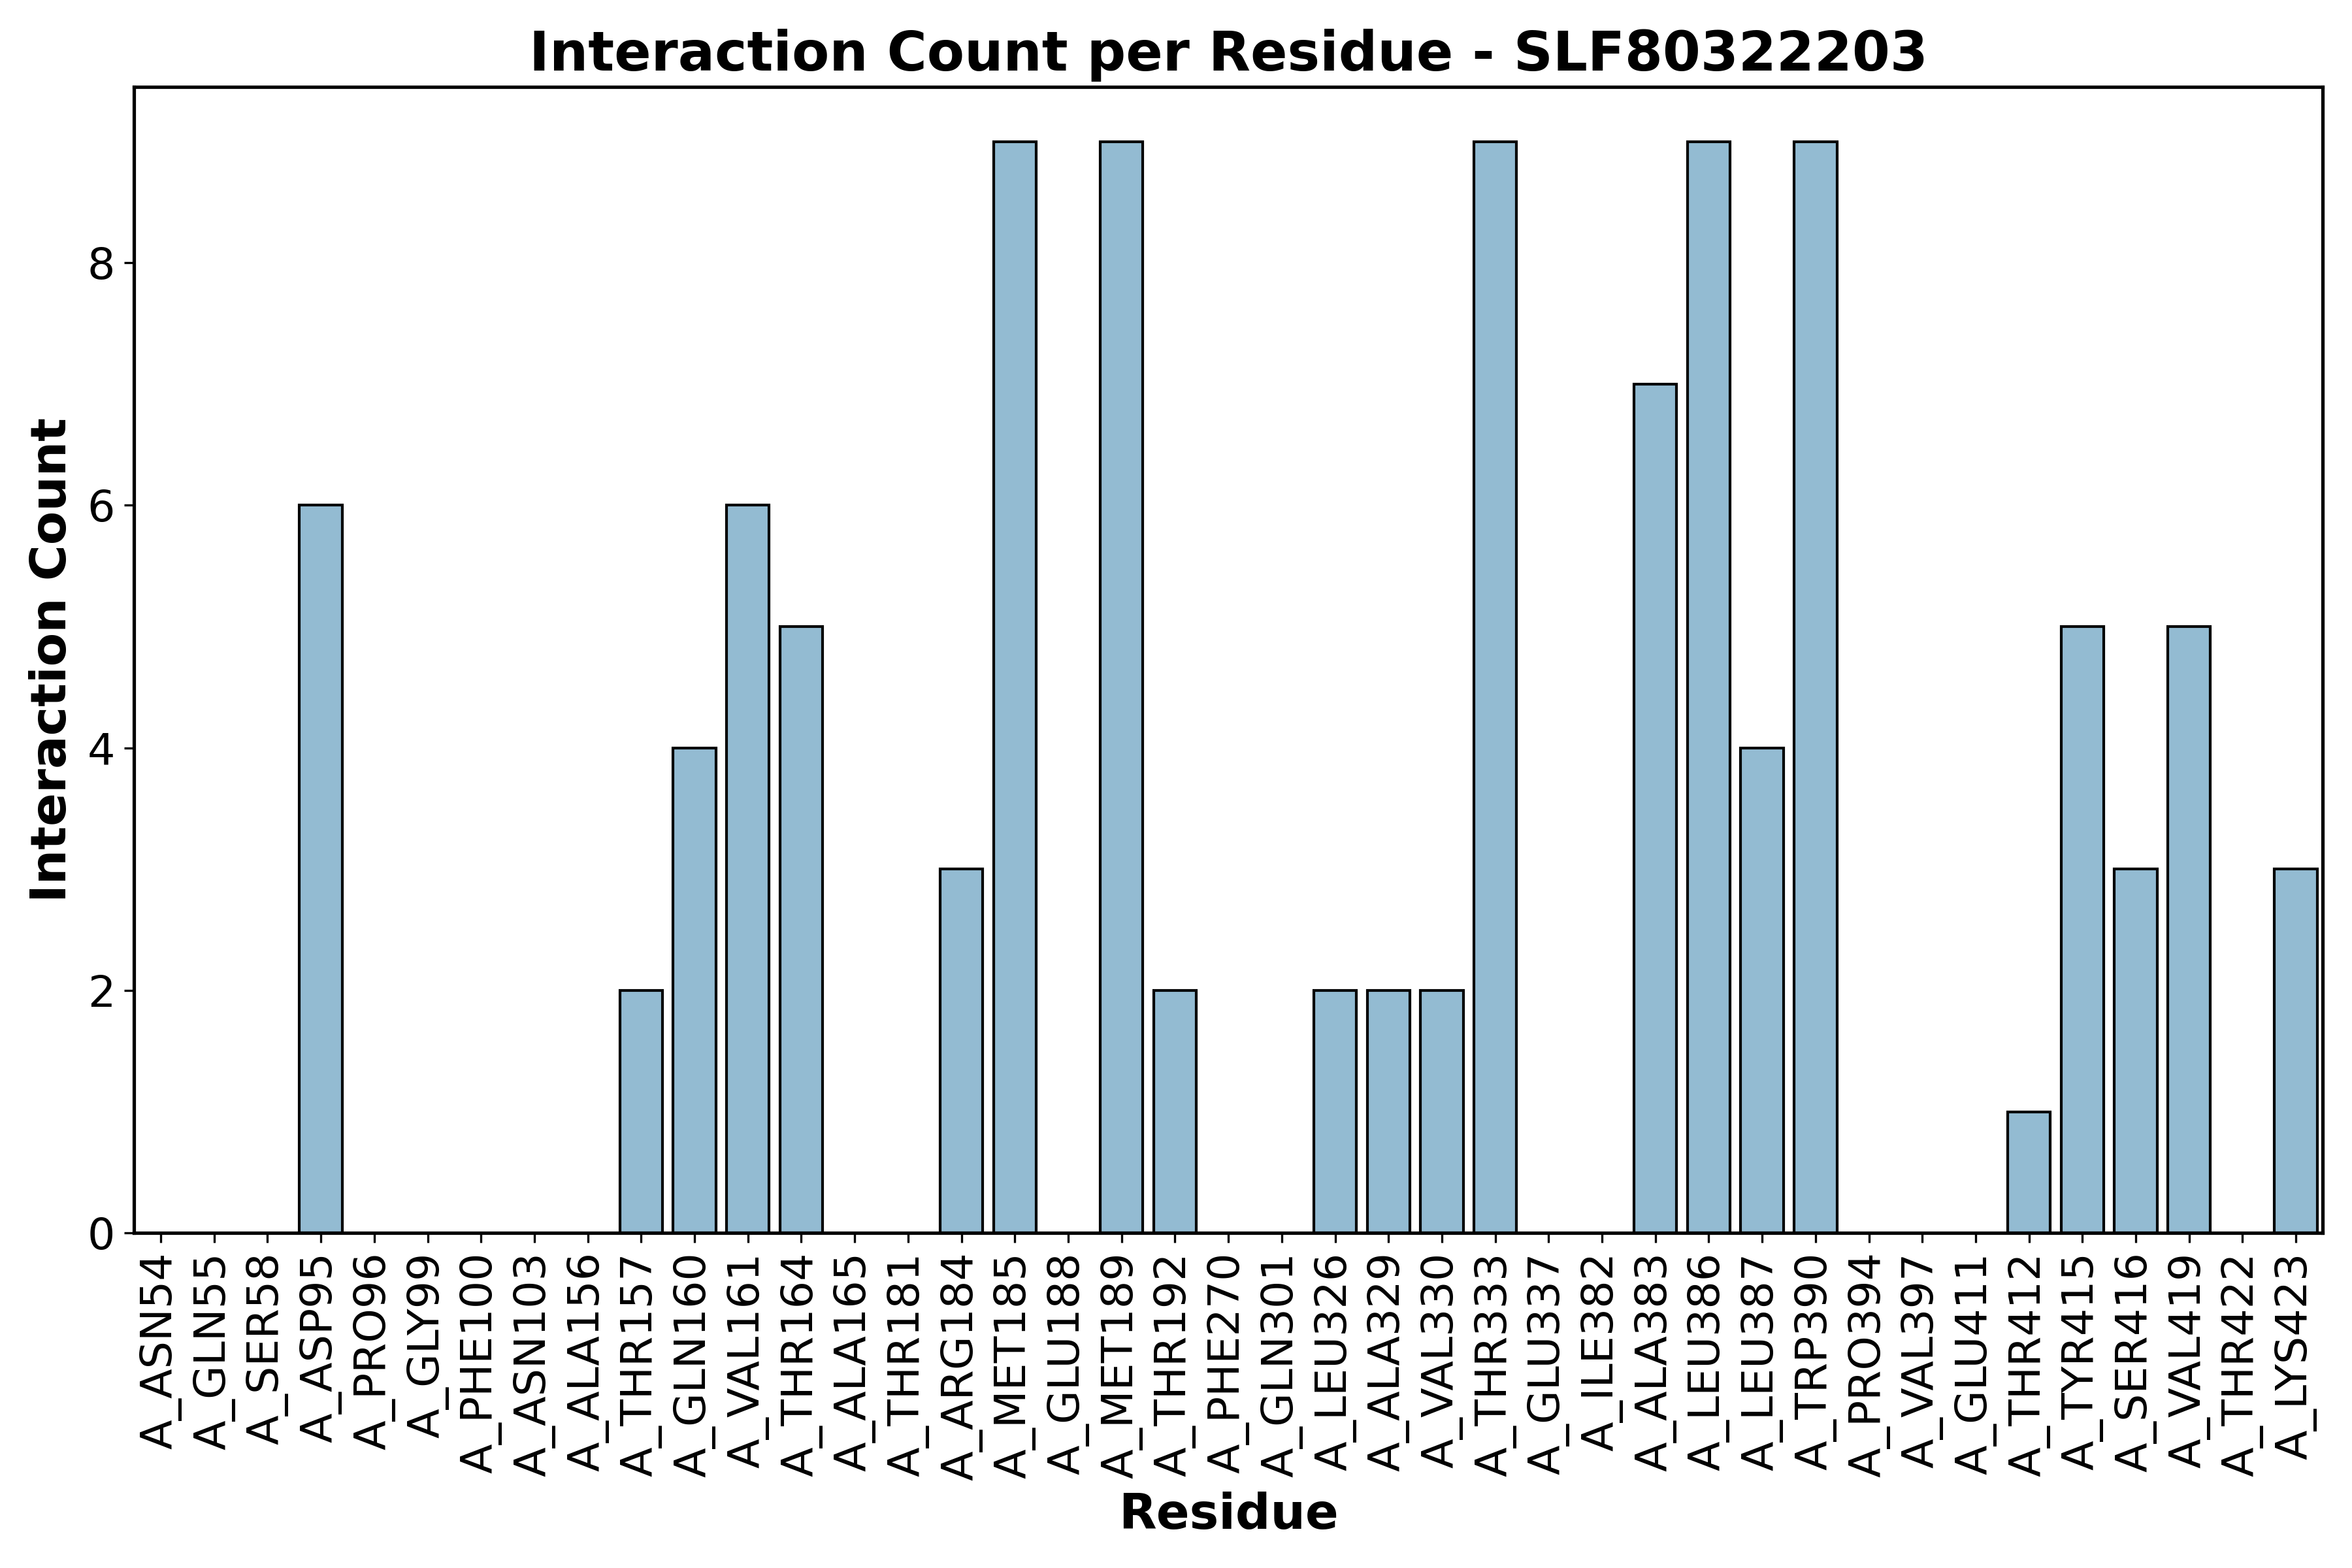 Interaction Count per Residue - SLF80322203
Interaction Count
8
6
4
2
0
A_ASN54
A_GLN55
A_SER58
A_ASP95
A_PRO96
A_GLY99
A_PHE100
A_ASN103
A_ALA156
A_THR157
A_GLN160
A_VAL161
A_THR164
A_ALA165
A_THR181
A_ARG184
A_MET185
A_GLU188
A_MET189
A_THR192
A_PHE270
A_GLN301
A_LEU326
A_ALA329
A_VAL330
A_THR333
A_GLU337
A_ILE382
A_ALA383
A_LEU386
A_LEU387
A_TRP390
A_PRO394
A_VAL397
A_GLU411
A_THR412
A_TYR415
A_SER416
A_VAL419
A_THR422
A_LYS423
Residue